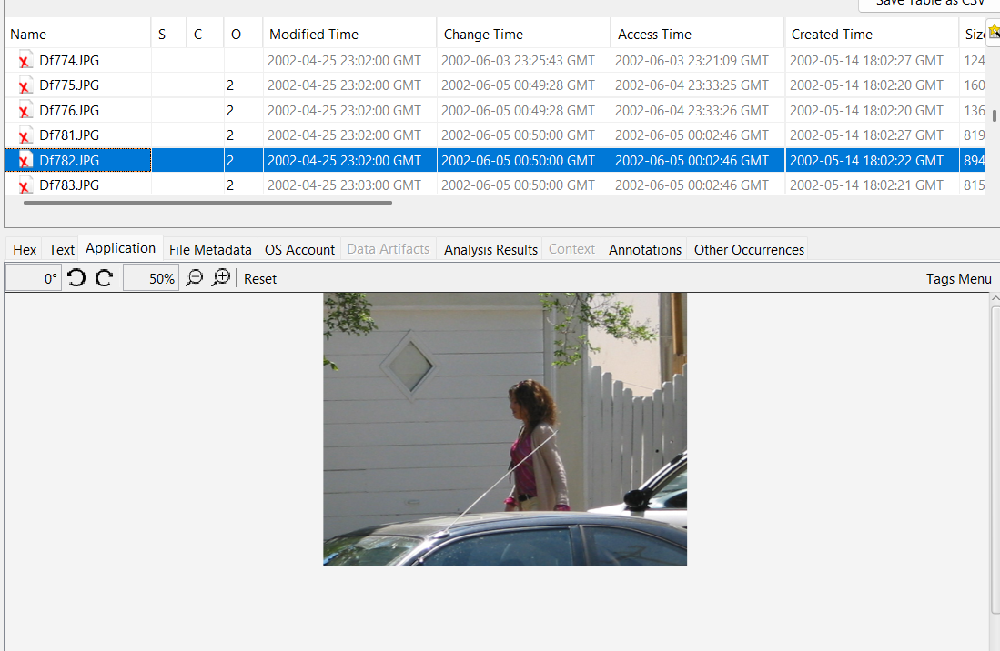 Save Table as CSV
Name S C O Modified Time Change Time Access Time Created Time Size
Df774.JPG 2002-04-25 23:02:00 GMT 2002-06-03 23:25:43 GMT 2002-06-03 23:21:09 GMT 2002-05-14 18:02:27 GMT 124
Df775.JPG 2 2002-04-25 23:02:00 GMT 2002-06-05 00:49:28 GMT 2002-06-04 23:33:25 GMT 2002-05-14 18:02:20 GMT 160
Df776.JPG 2 2002-04-25 23:02:00 GMT 2002-06-05 00:49:28 GMT 2002-06-04 23:33:26 GMT 2002-05-14 18:02:20 GMT 136
Df781.JPG 2 2002-04-25 23:02:00 GMT 2002-06-05 00:50:00 GMT 2002-06-05 00:02:46 GMT 2002-05-14 18:02:27 GMT 819
Df782.JPG 2 2002-04-25 23:02:00 GMT 2002-06-05 00:50:00 GMT 2002-06-05 00:02:46 GMT 2002-05-14 18:02:22 GMT 894
Df783.JPG 2 2002-04-25 23:03:00 GMT 2002-06-05 00:50:00 GMT 2002-06-05 00:02:46 GMT 2002-05-14 18:02:21 GMT 815
Hex Text Application File Metadata OS Account Data Artifacts Analysis Results Context Annotations Other Occurrences
0° 50% Reset Tags Menu